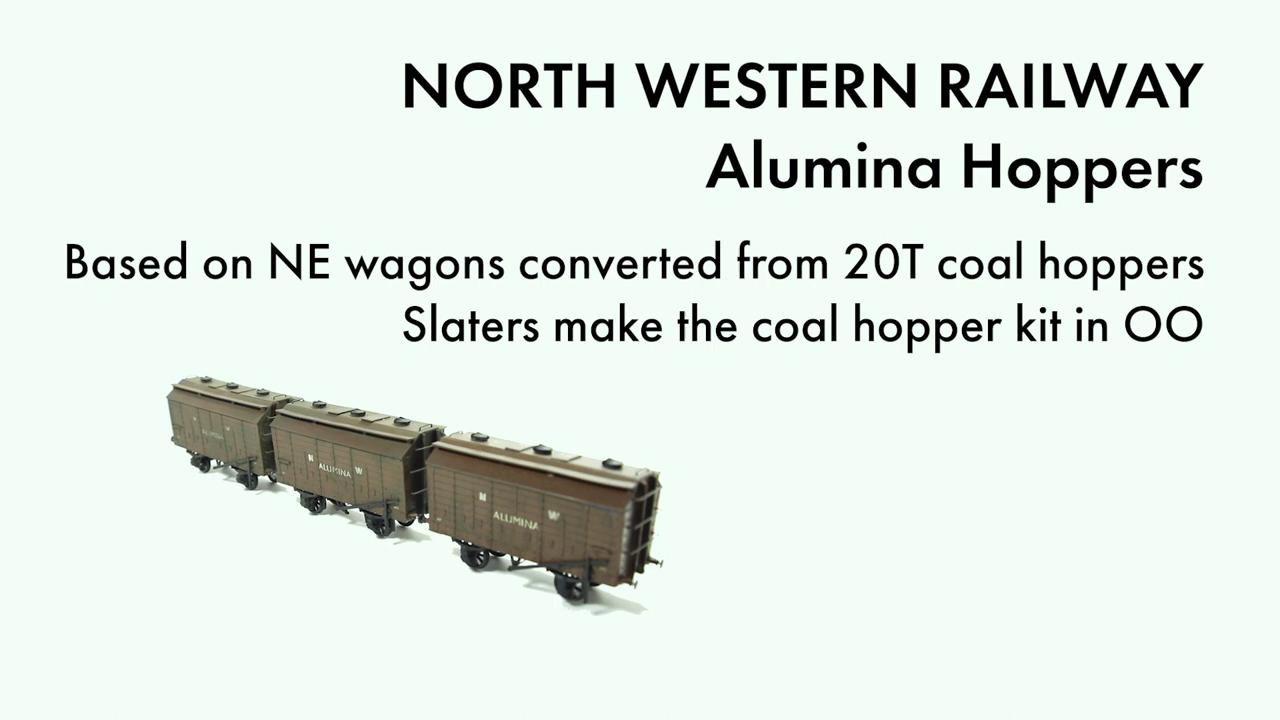 NORTH WESTERN RAILWAY
Alumina Hoppers
Based on NE wagons converted from 20T coal hoppers
Slaters make the coal hopper kit in OO
N W
ALUMINA
N ALUMINA W
N W
ALUMINA